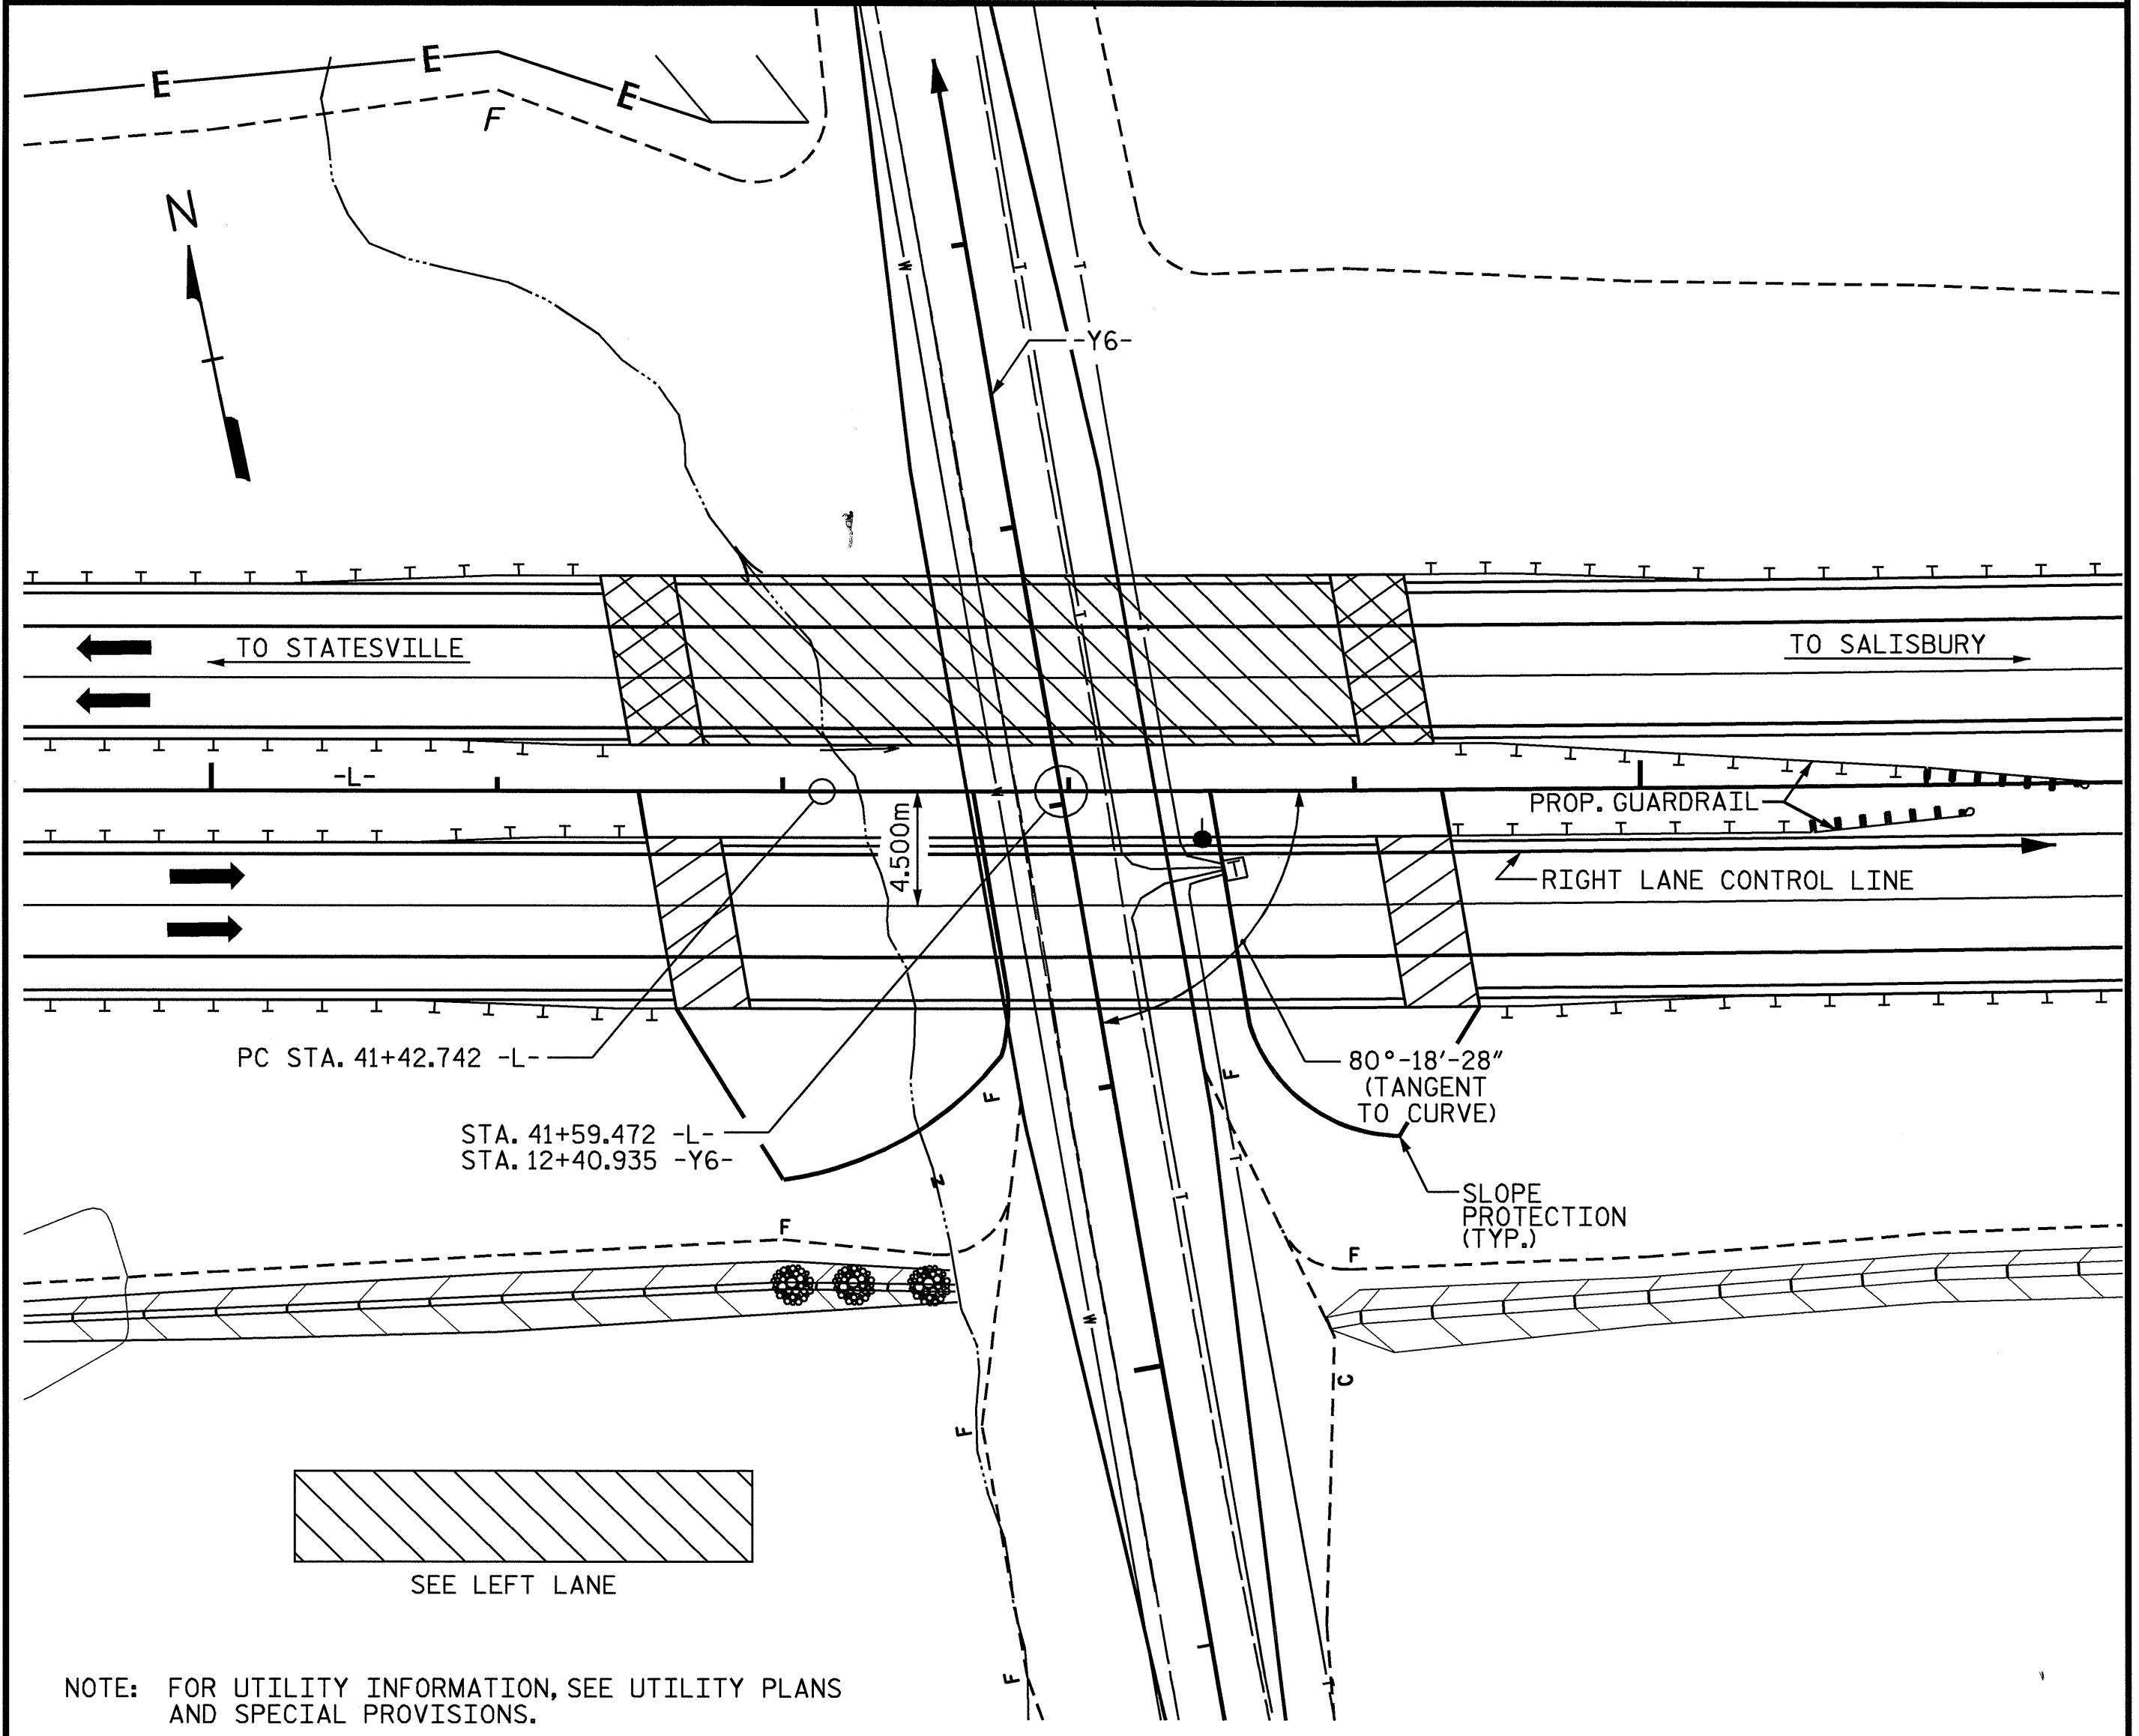 E
E
E
F
N
W
T
T
-Y6-
T
T
TO STATESVILLE
TO SALISBURY
-L-
W
PROP. GUARDRAIL
4.500m
T
RIGHT LANE CONTROL LINE
PC STA. 41+42.742 -L-
80°-18'-28"
(TANGENT
TO CURVE)
F
F
STA. 41+59.472 -L-
STA. 12+40.935 -Y6-
T
T
SLOPE
PROTECTION
(TYP.)
F
F
W
C
F
SEE LEFT LANE
F
T
NOTE: FOR UTILITY INFORMATION, SEE UTILITY PLANS
AND SPECIAL PROVISIONS.